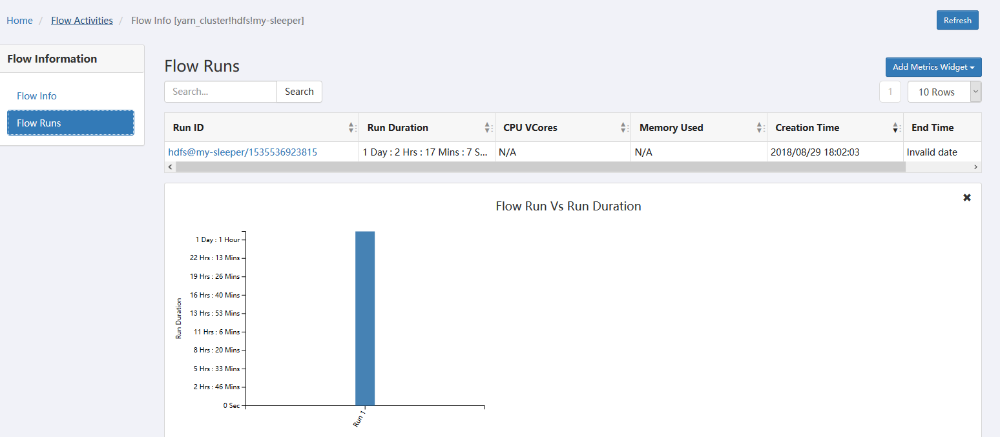 Home / Flow Activities / Flow Info [yarn_cluster!hdfs!my-sleeper]
Refresh
Flow Information
Flow Info
Flow Runs
Flow Runs
Add Metrics Widget
Search...
Search
1
10 Rows
Run ID
Run Duration
CPU VCores
Memory Used
Creation Time
End Time
hdfs@my-sleeper/1535536923815
1 Day : 2 Hrs : 17 Mins : 7 S...
N/A
N/A
2018/08/29 18:02:03
Invalid date
Flow Run Vs Run Duration
1 Day : 1 Hour
22 Hrs : 13 Mins
19 Hrs : 26 Mins
16 Hrs : 40 Mins
13 Hrs : 53 Mins
11 Hrs : 6 Mins
8 Hrs : 20 Mins
5 Hrs : 33 Mins
2 Hrs : 46 Mins
0 Sec
Run Duration
Run 1